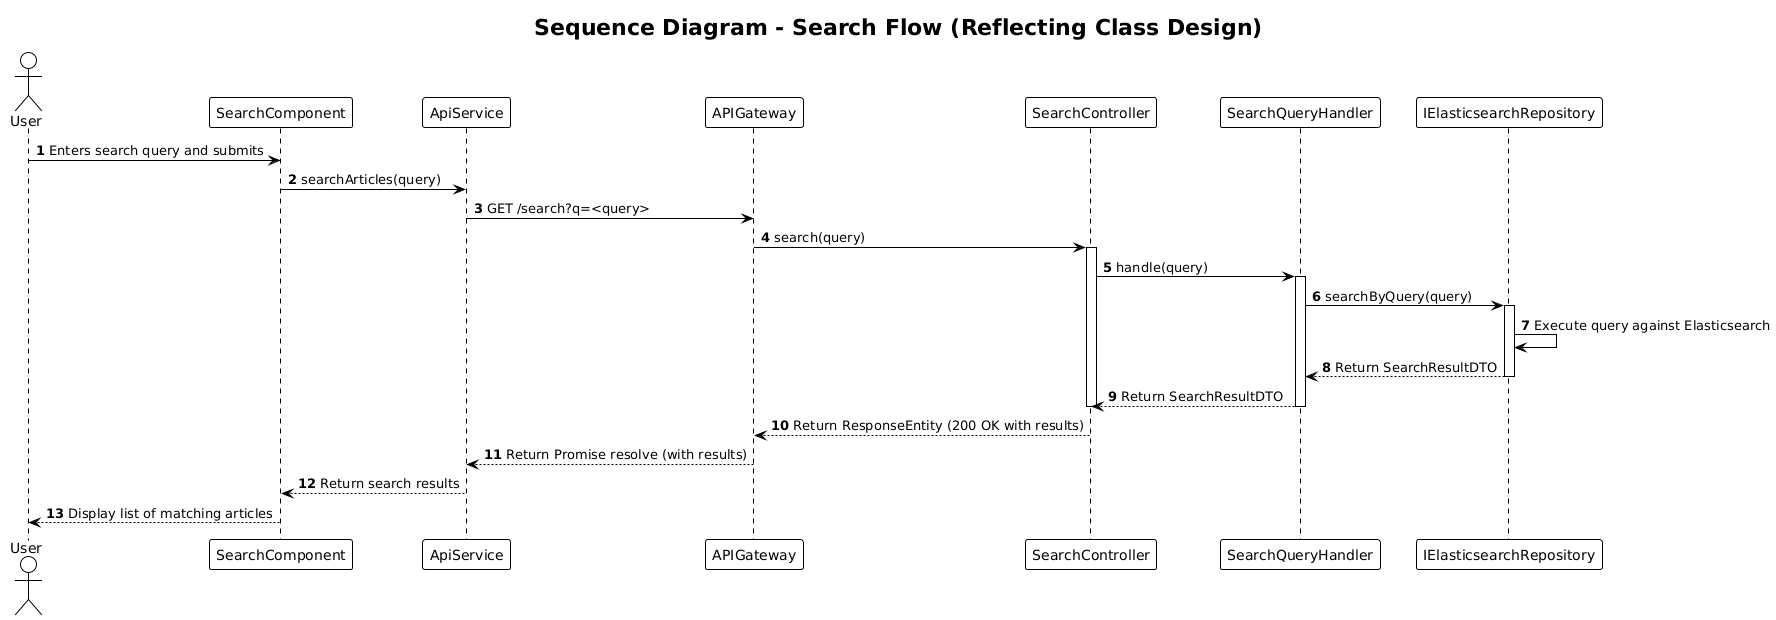 Sequence Diagram - Search Flow (Reflecting Class Design)
User
SearchComponent
ApiService
APIGateway
SearchController
SearchQueryHandler
IElasticsearchRepository
1 Enters search query and submits
2 searchArticles(query)
3 GET /search?q=<query>
4 search(query)
5 handle(query)
6 searchByQuery(query)
7 Execute query against Elasticsearch
8 Return SearchResultDTO
9 Return SearchResultDTO
10 Return ResponseEntity (200 OK with results)
11 Return Promise resolve (with results)
12 Return search results
13 Display list of matching articles
User
SearchComponent
ApiService
APIGateway
SearchController
SearchQueryHandler
IElasticsearchRepository